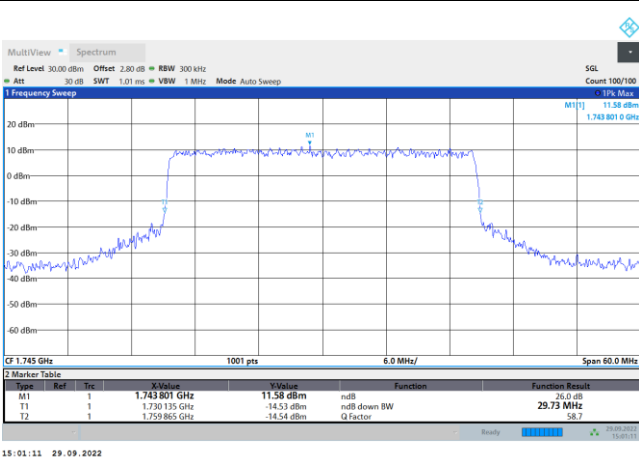 MultiView Spectrum
Ref Level 30.00 dBm Offset 2.80 dB RBW 300 kHz SGL
Att 30 dB SWT 1.01 ms VBW 1 MHz Mode Auto Sweep Count 100/100
1 Frequency Sweep 1Pk Max
M1[1] 11.58 dBm
1.743 801 0 GHz
20 dBm
M1
10 dBm
0 dBm
-10 dBm
-20 dBm
-30 dBm
-40 dBm
-50 dBm
-60 dBm
CF 1.745 GHz 1001 pts 6.0 MHz/ Span 60.0 MHz
2 Marker Table
Type Ref Trc X-Value Y-Value Function Function Result
M1 1 1.743 801 GHz 11.58 dBm ndB 26.0 dB
T1 1 1.730 135 GHz -14.53 dBm ndB down BW 29.73 MHz
T2 1 1.759 865 GHz -14.54 dBm Q Factor 58.7
Ready 29.09.2022
15:01:11
15:01:11 29.09.2022